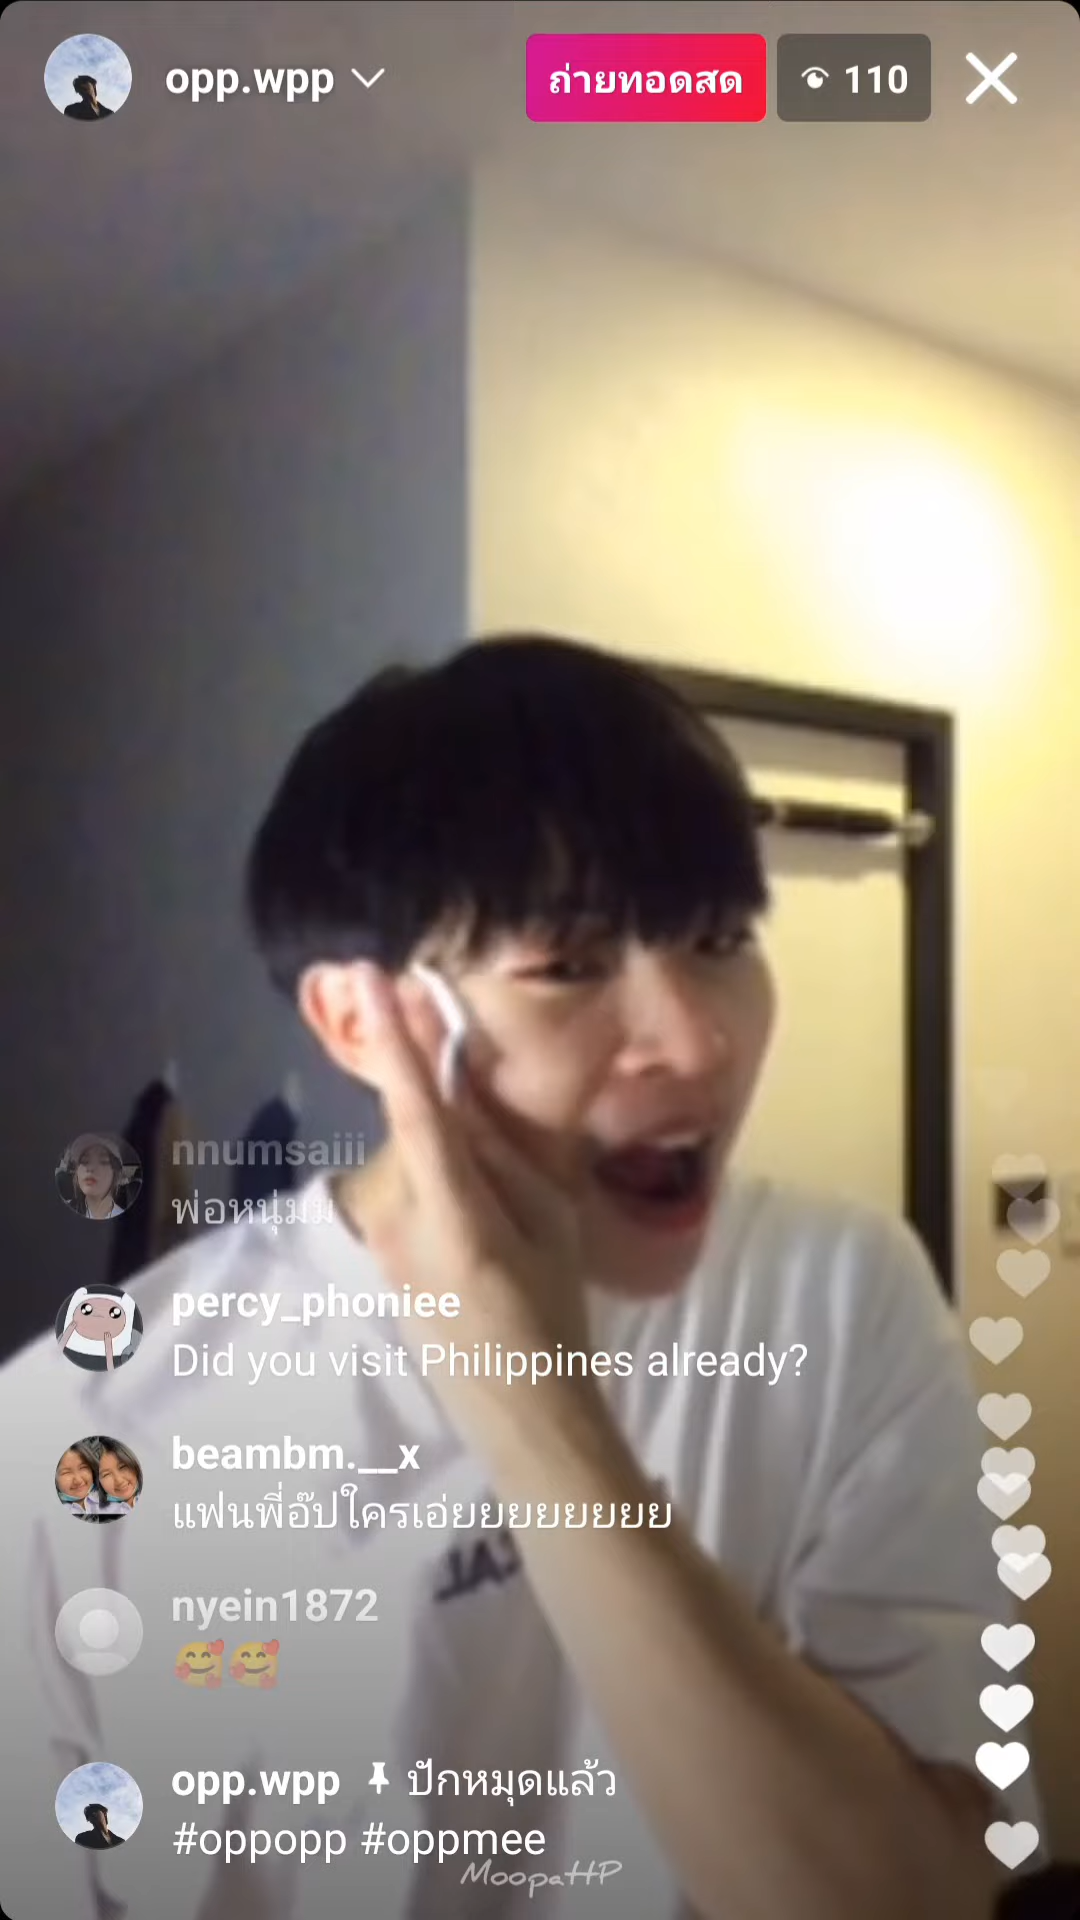 opp.wpp
ถ่ายทอดสด
110
nnumsaiii
พ่อหนุ่มม
percy_phoniee
Did you visit Philippines already?
beambm.__x
แฟนพี่อ๊ปใครเอ่ยยยยยยยย
nyein1872
🥰🥰
opp.wpp ปักหมุดแล้ว
#oppopp #oppmee
MoopaHP